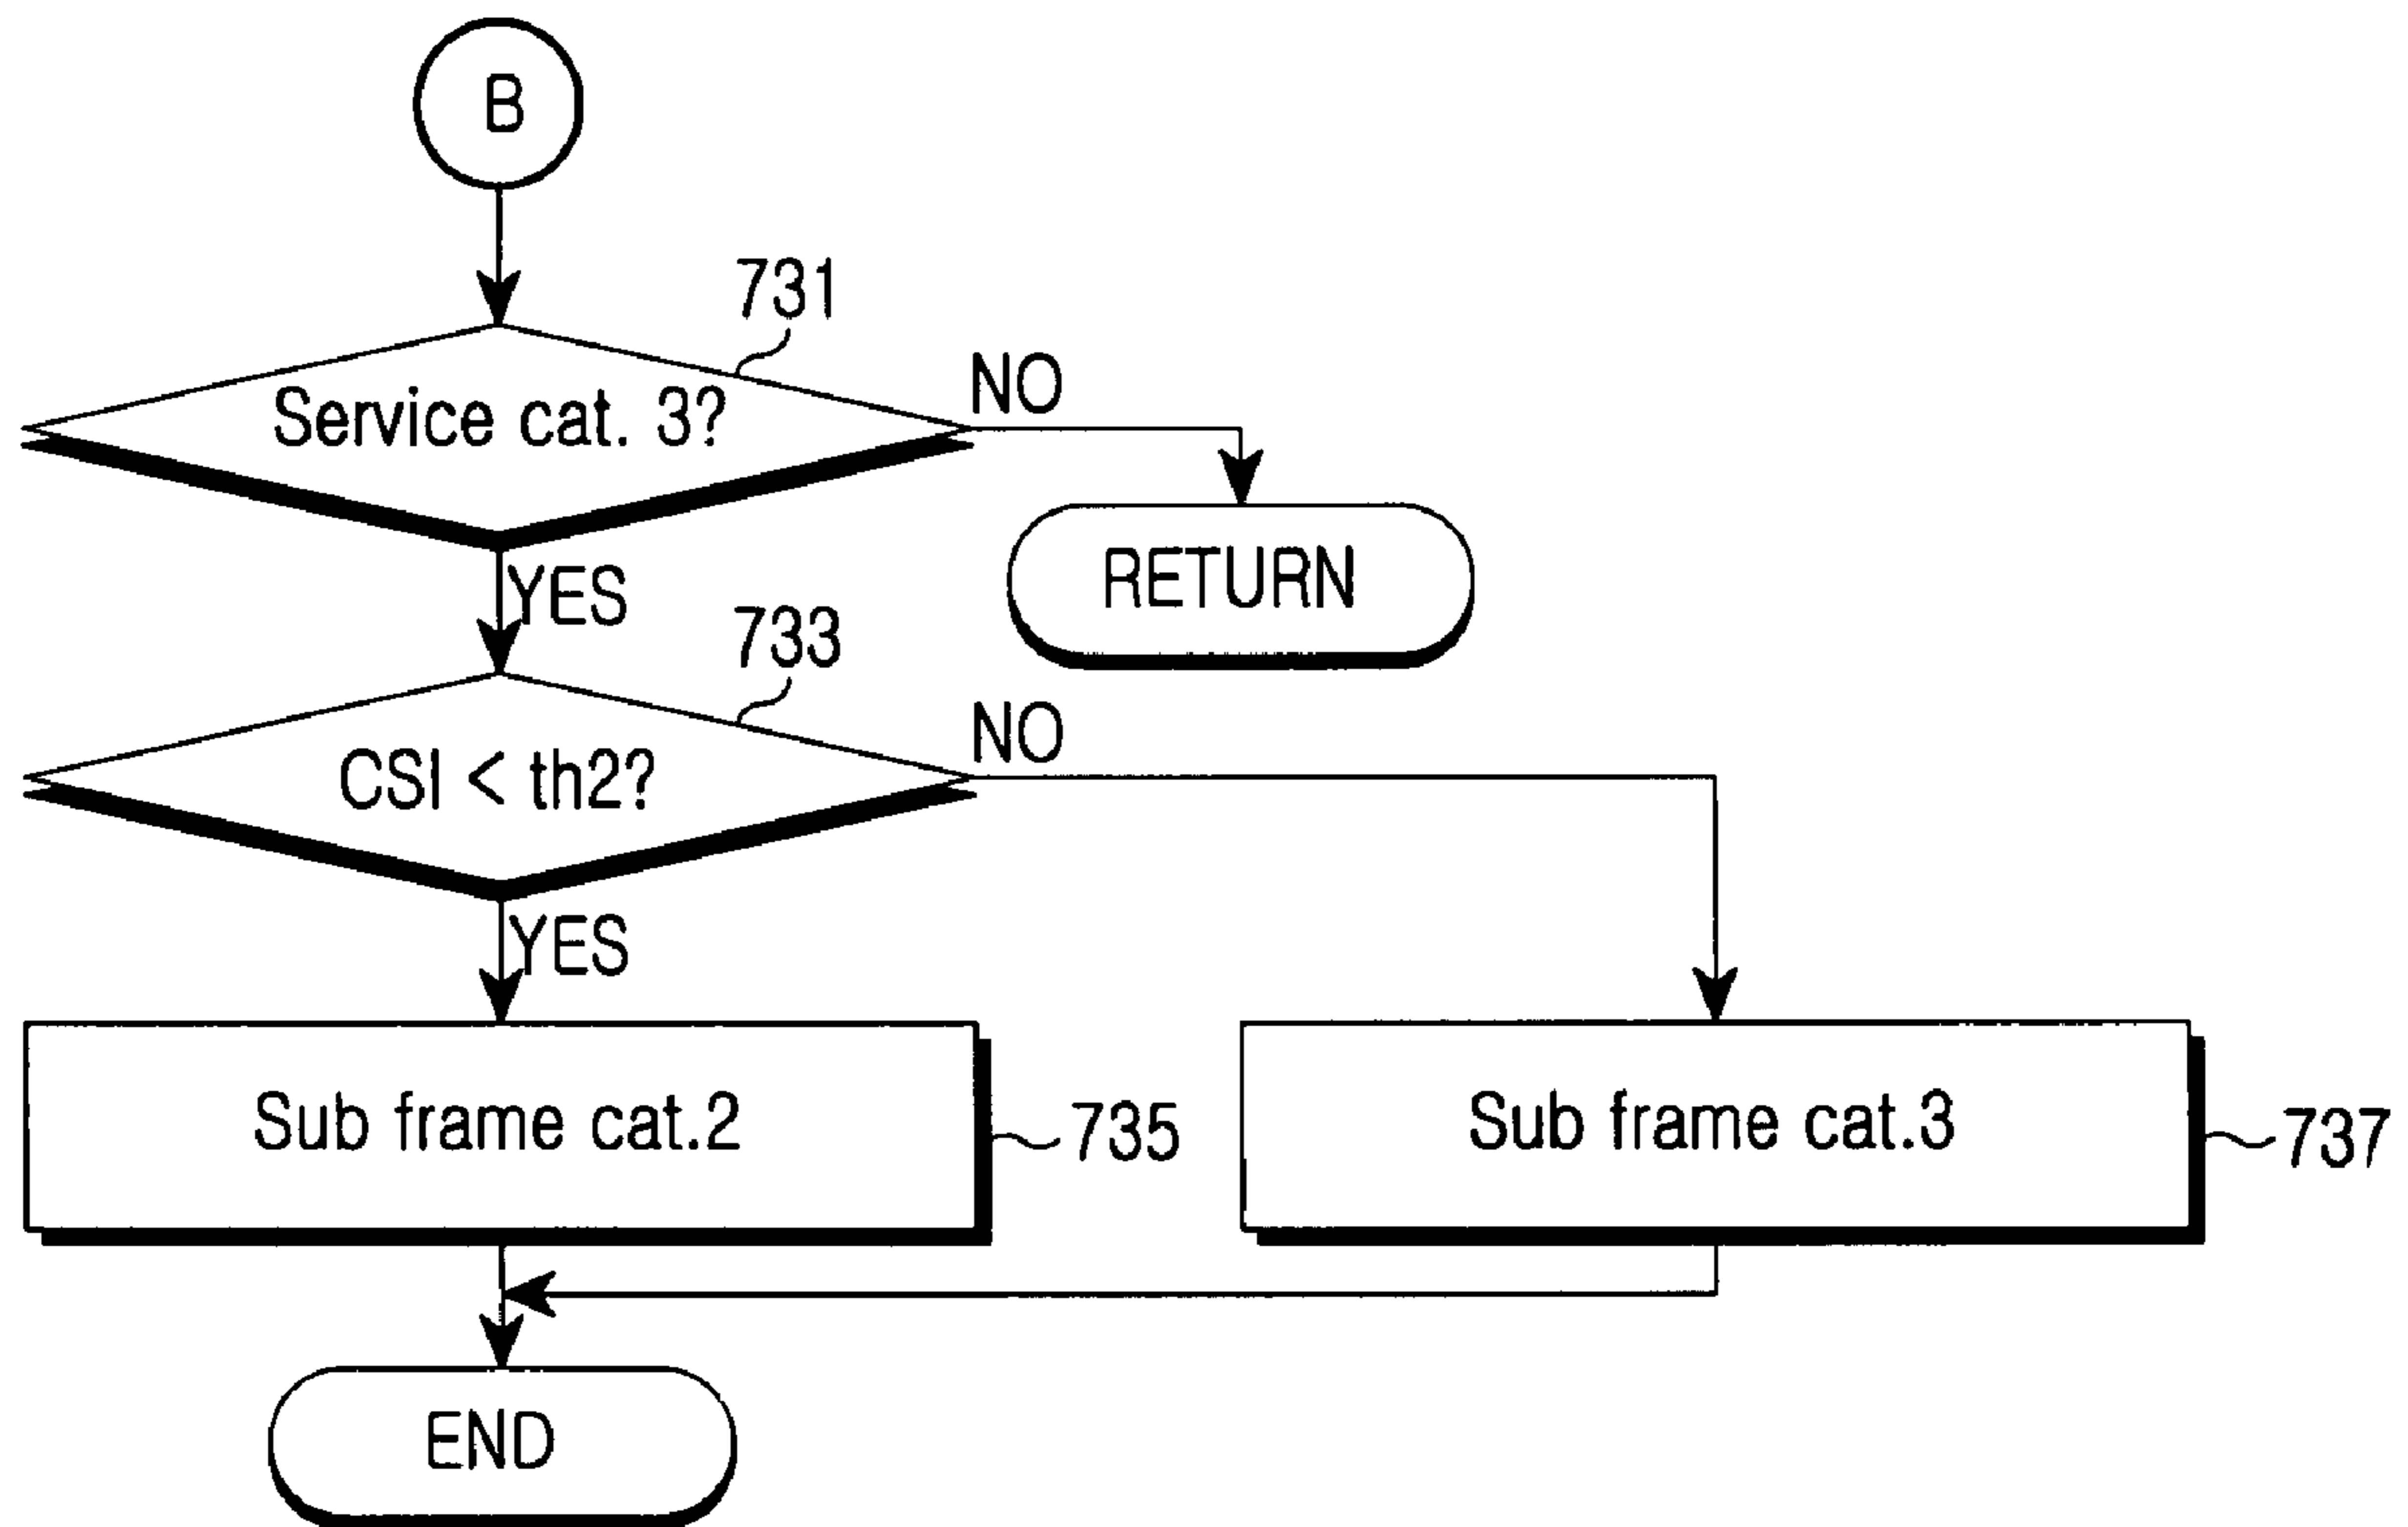 B
731
Service cat. 3?
NO
RETURN
YES
733
CSI < th2?
NO
YES
Sub frame cat.2
735
Sub frame cat.3
737
END